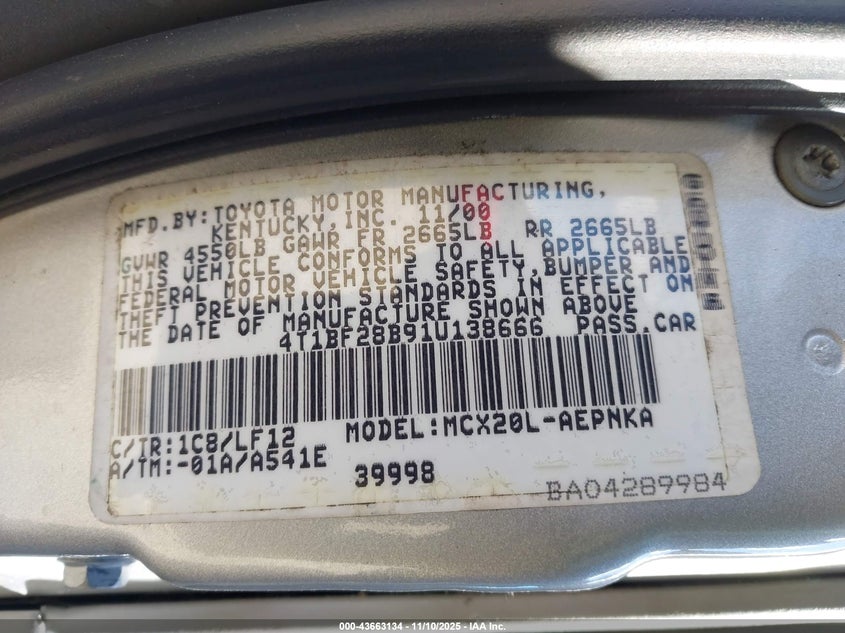 MFD.BY:TOYOTA MOTOR MANUFACTURING,
KENTUCKY,INC. 11/00
GVWR 4550LB GAWR FR 2665LB RR 2665LB
THIS VEHICLE CONFORMS TO ALL APPLICABLE
FEDERAL MOTOR VEHICLE SAFETY,BUMPER AND
THEFT PREVENTION STANDARDS IN EFFECT ON
THE DATE OF MANUFACTURE SHOWN ABOVE
4T1BF28B91U138666 PASS.CAR
C/TR:1C8/LF12 MODEL:MCX20L-AEPNKA
A/TM:-01A/A541E 39998
BA04289984
000-43663134 - 11/10/2025 - IAA Inc.